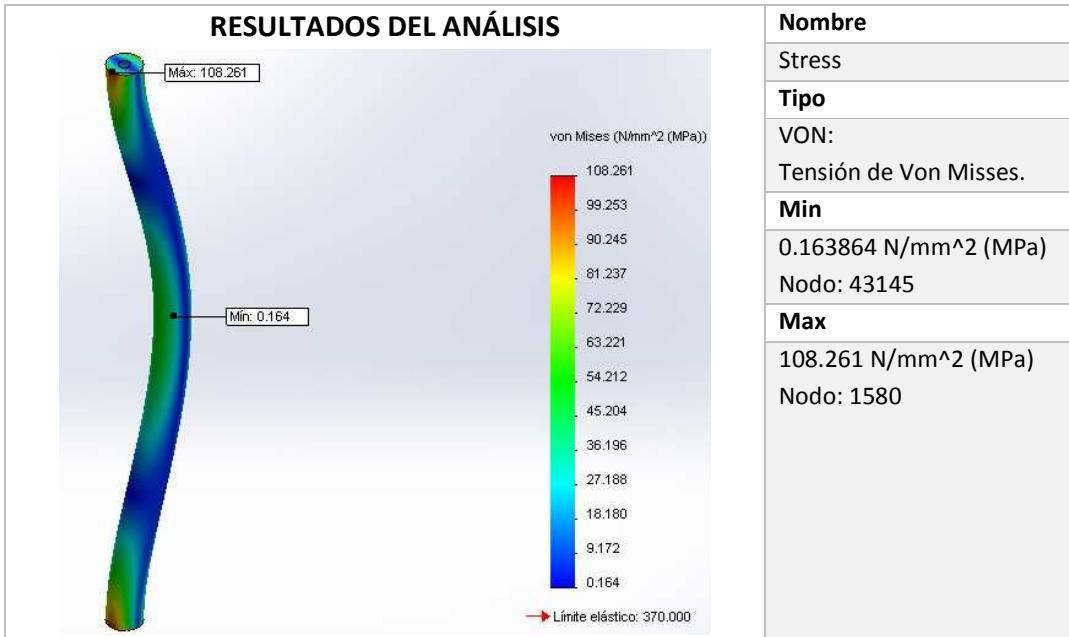 RESULTADOS DEL ANÁLISIS
Máx: 108.261
Mín: 0.164
von Mises (N/mm^2 (MPa))
108.261
99.253
90.245
81.237
72.229
63.221
54.212
45.204
36.196
27.188
18.180
9.172
0.164
Límite elástico: 370.000
Nombre
Stress
Tipo
VON:
Tensión de Von Misses.
Min
0.163864 N/mm^2 (MPa)
Nodo: 43145
Max
108.261 N/mm^2 (MPa)
Nodo: 1580